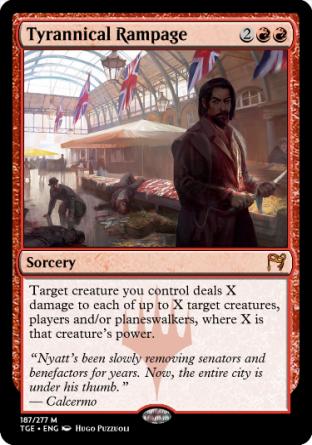 Tyrannical Rampage 2
Sorcery
Target creature you control deals X
damage to each of up to X target creatures,
players and/or planeswalkers, where X is
that creature's power.
“Nyatt's been slowly removing senators and
benefactors for years. Now, the entire city is
under his thumb.”
— Calcermo
187/277 M
TGE • ENG HUGO PUZZUOLI